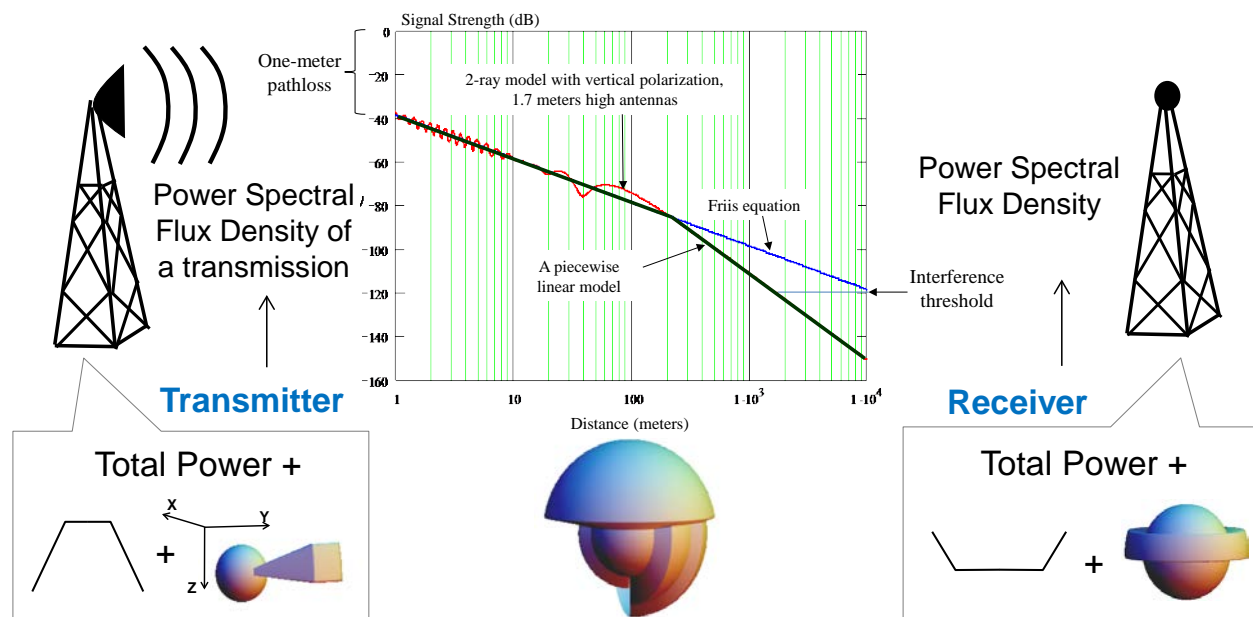 Signal Strength (dB)
One-meter
pathloss
0
−20
−40
−60
−80
−100
−120
−140
−160
1
10
100
1·10³
1·10⁴
2-ray model with vertical polarization,
1.7 meters high antennas
Friis equation
A piecewise
linear model
Interference
threshold
Distance (meters)
Power Spectral
Flux Density of
a transmission
Power Spectral
Flux Density
Transmitter
Receiver
Total Power +
X
Y
Z
+
Total Power +
+